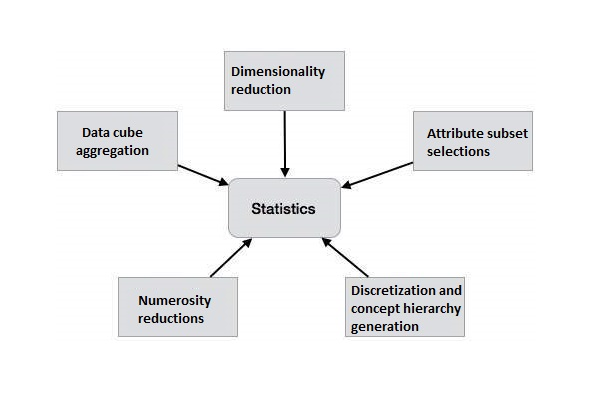 Dimensionality
reduction
Data cube
aggregation
Attribute subset
selections
Statistics
Numerosity
reductions
Discretization and
concept hierarchy
generation